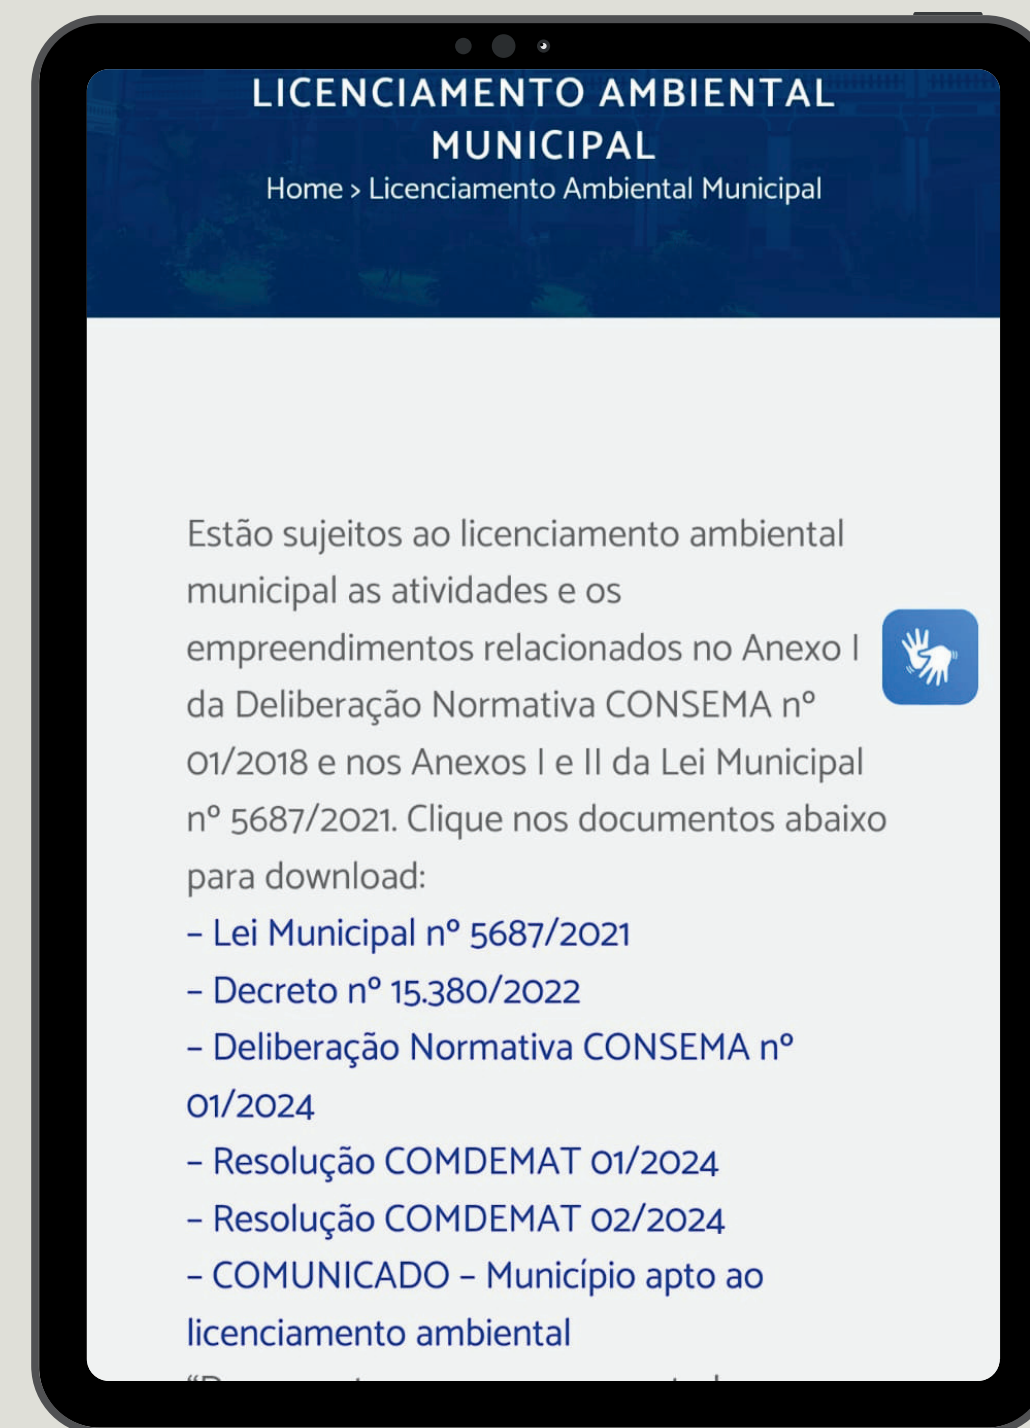 LICENCIAMENTO AMBIENTAL
MUNICIPAL
Home > Licenciamento Ambiental Municipal
Estão sujeitos ao licenciamento ambiental
municipal as atividades e os
empreendimentos relacionados no Anexo I
da Deliberação Normativa CONSEMA nº
01/2018 e nos Anexos I e II da Lei Municipal
nº 5687/2021. Clique nos documentos abaixo
para download:
– Lei Municipal nº 5687/2021
– Decreto nº 15.380/2022
– Deliberação Normativa CONSEMA nº
01/2024
– Resolução COMDEMAT 01/2024
– Resolução COMDEMAT 02/2024
– COMUNICADO – Município apto ao
licenciamento ambiental